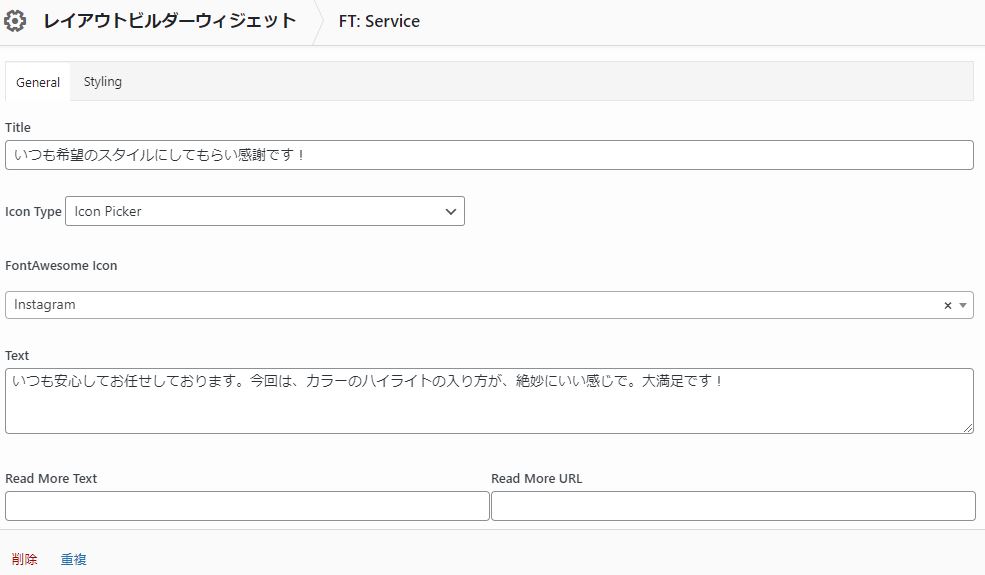 レイアウトビルダーウィジェット FT: Service
General Styling
Title
いつも希望のスタイルにしてもらい感謝です！
Icon Type Icon Picker
FontAwesome Icon
Instagram ×
Text
いつも安心してお任せしております。今回は、カラーのハイライトの入り方が、絶妙にいい感じで。大満足です！
Read More Text Read More URL
削除 重複